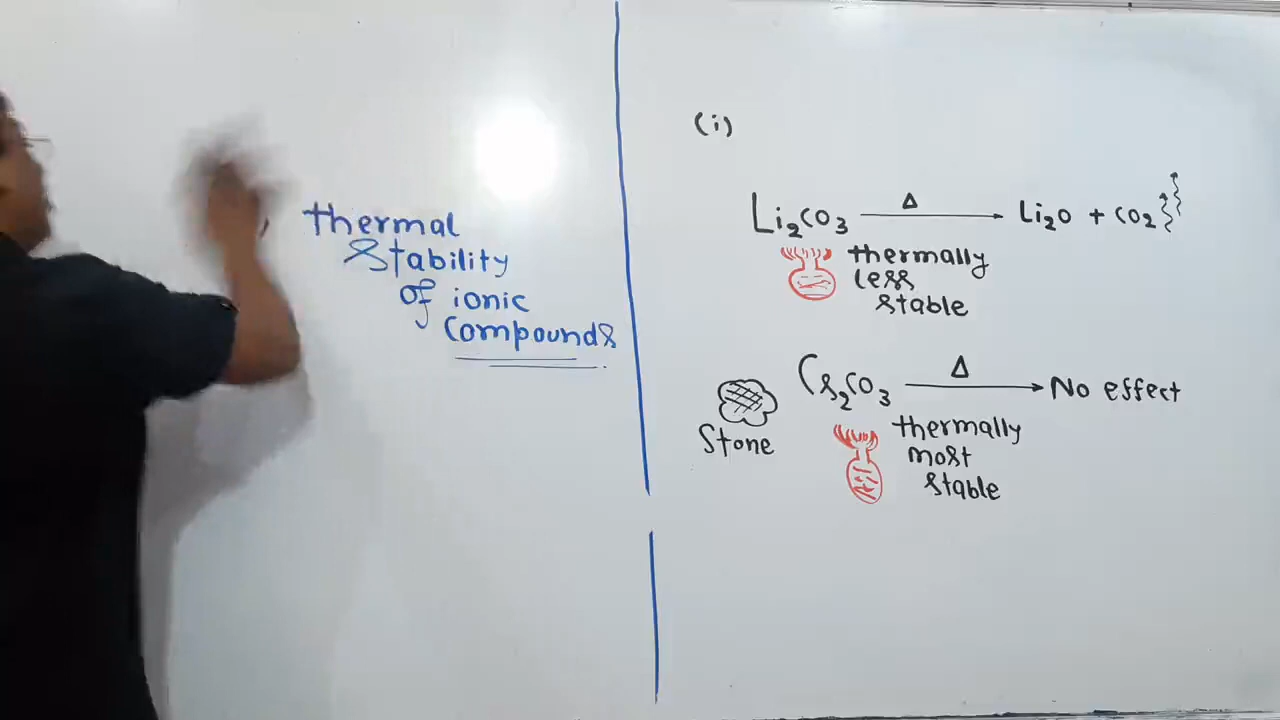 thermal
stability
of ionic
compounds
(i)
Li₂CO₃ —Δ→ Li₂O + CO₂
thermally
less
stable
Cs₂CO₃ —Δ→ No effect
Stone
thermally
most
stable